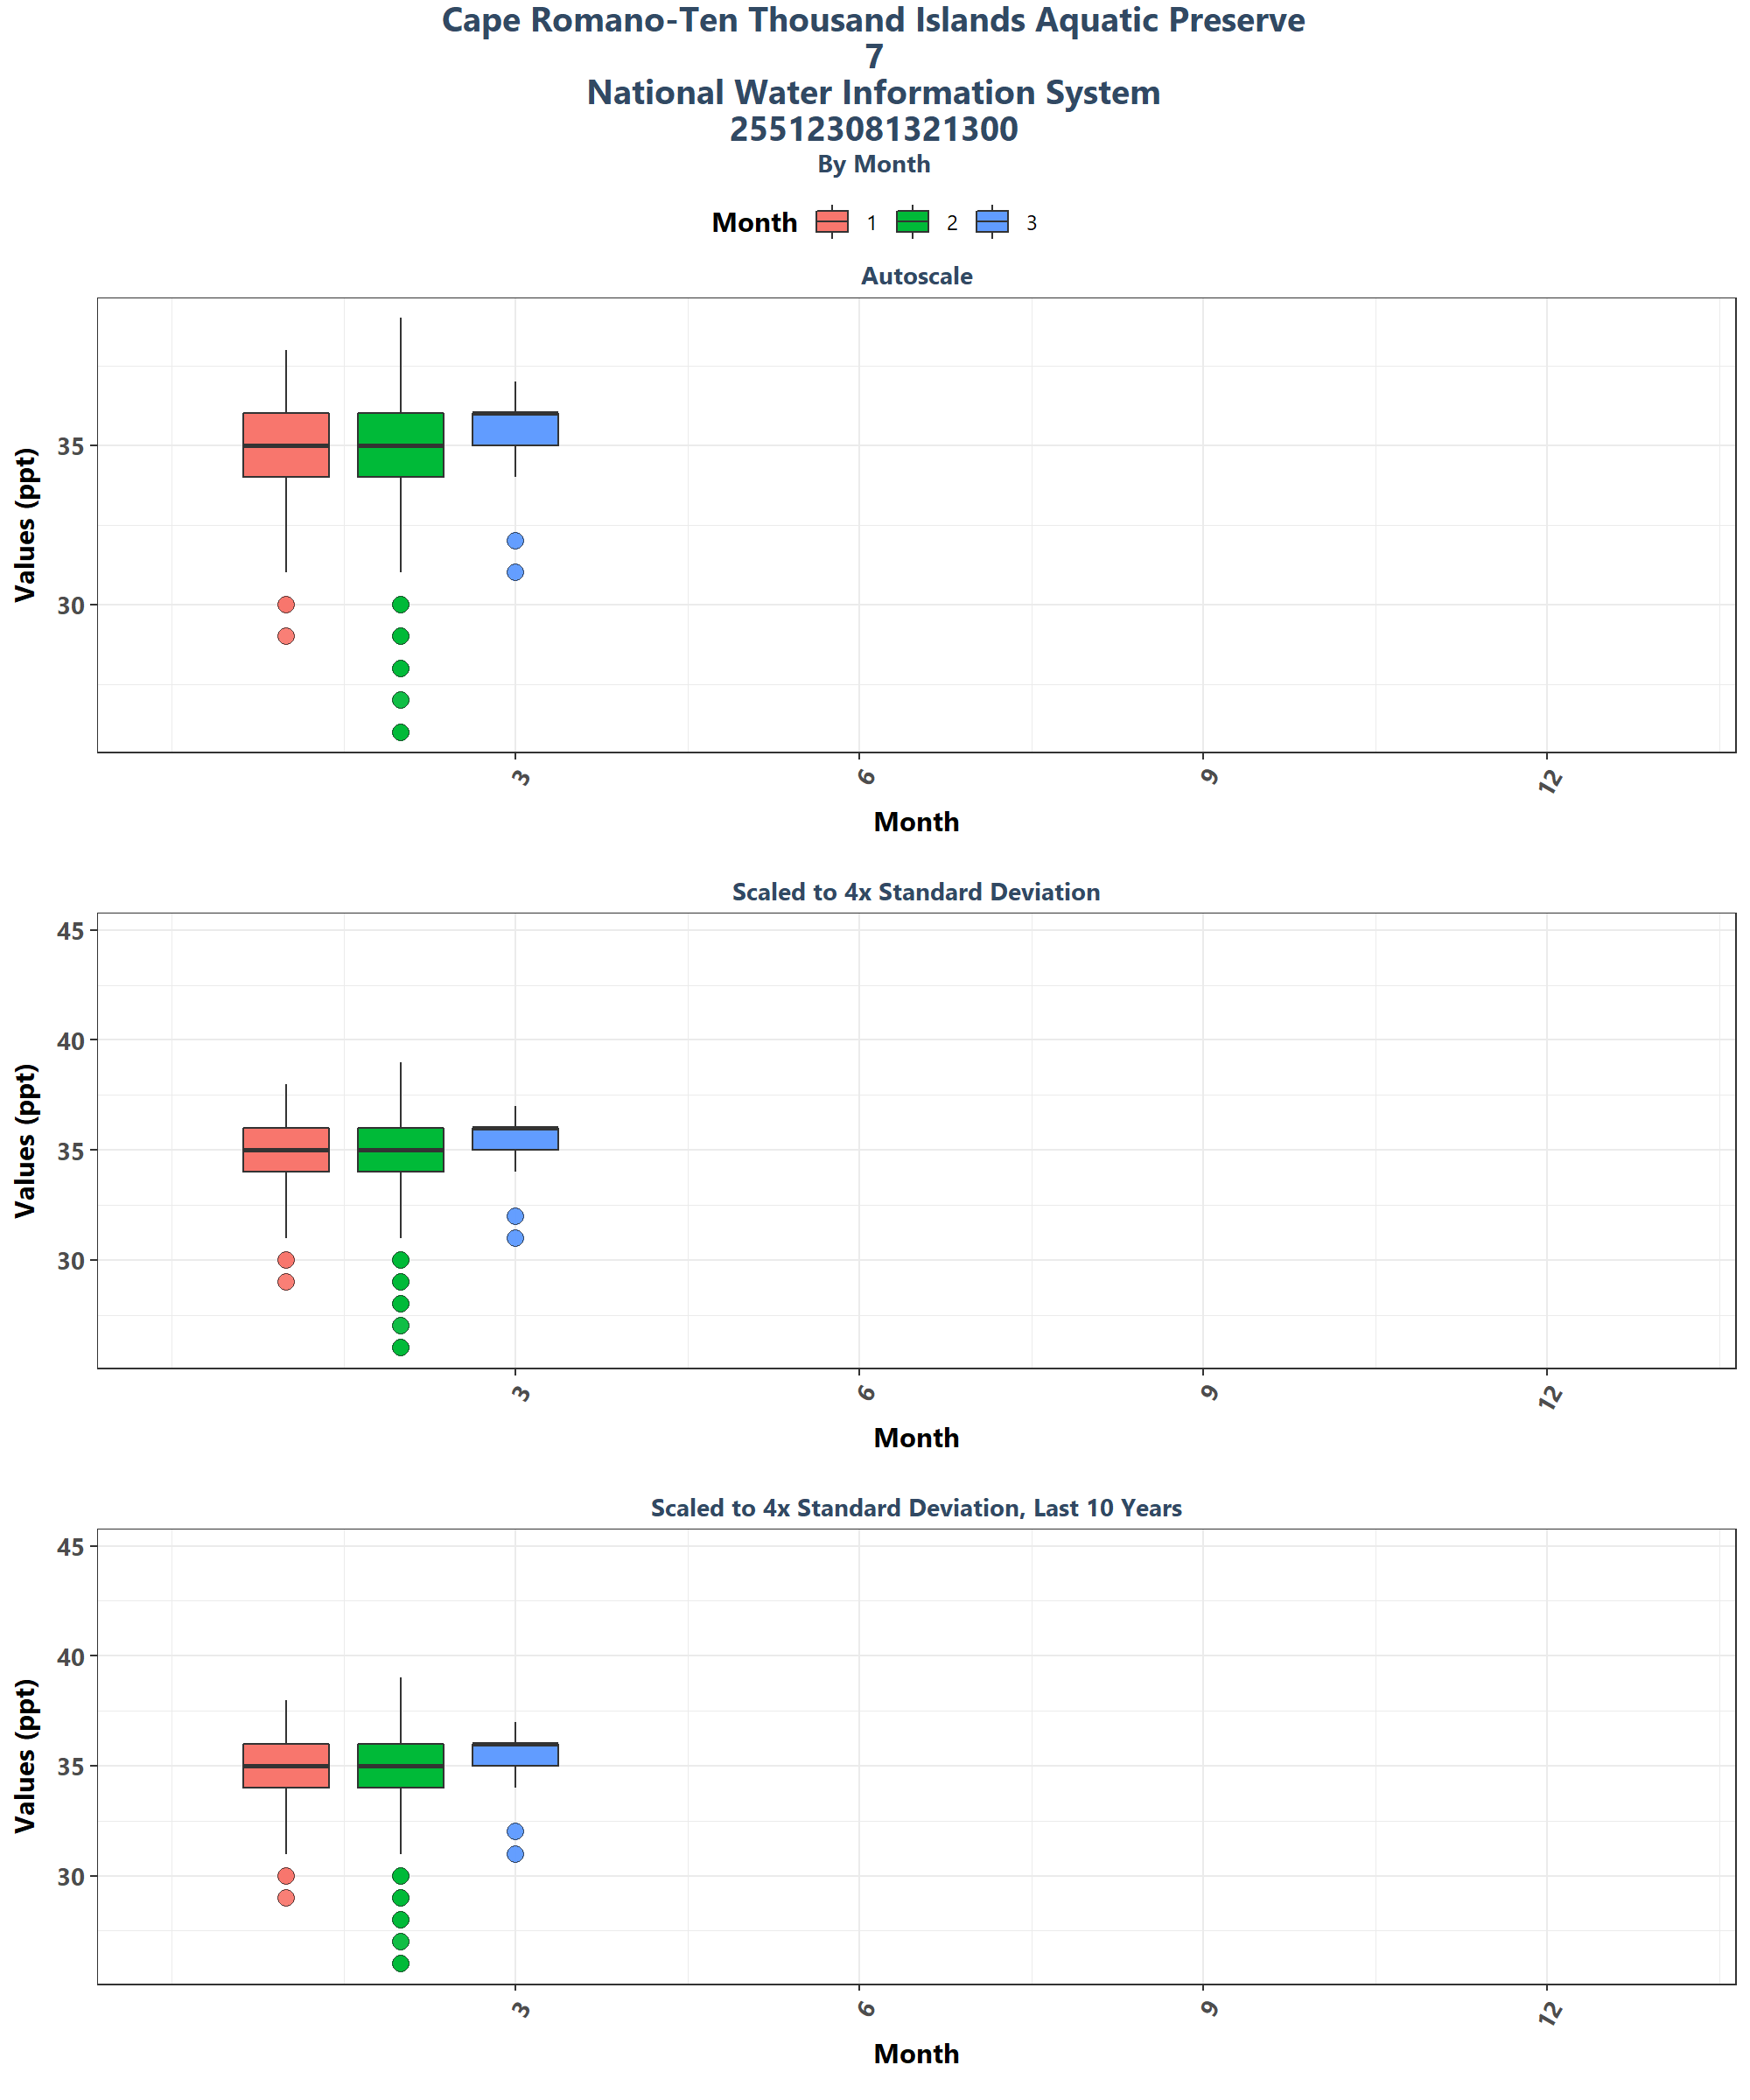 Cape Romano-Ten Thousand Islands Aquatic Preserve
7
National Water Information System
255123081321300
By Month
Month 1 2 3
Autoscale
Values (ppt)
35
30
3 6 9 12
Month
Scaled to 4x Standard Deviation
Values (ppt)
45
40
35
30
3 6 9 12
Month
Scaled to 4x Standard Deviation, Last 10 Years
Values (ppt)
45
40
35
30
3 6 9 12
Month